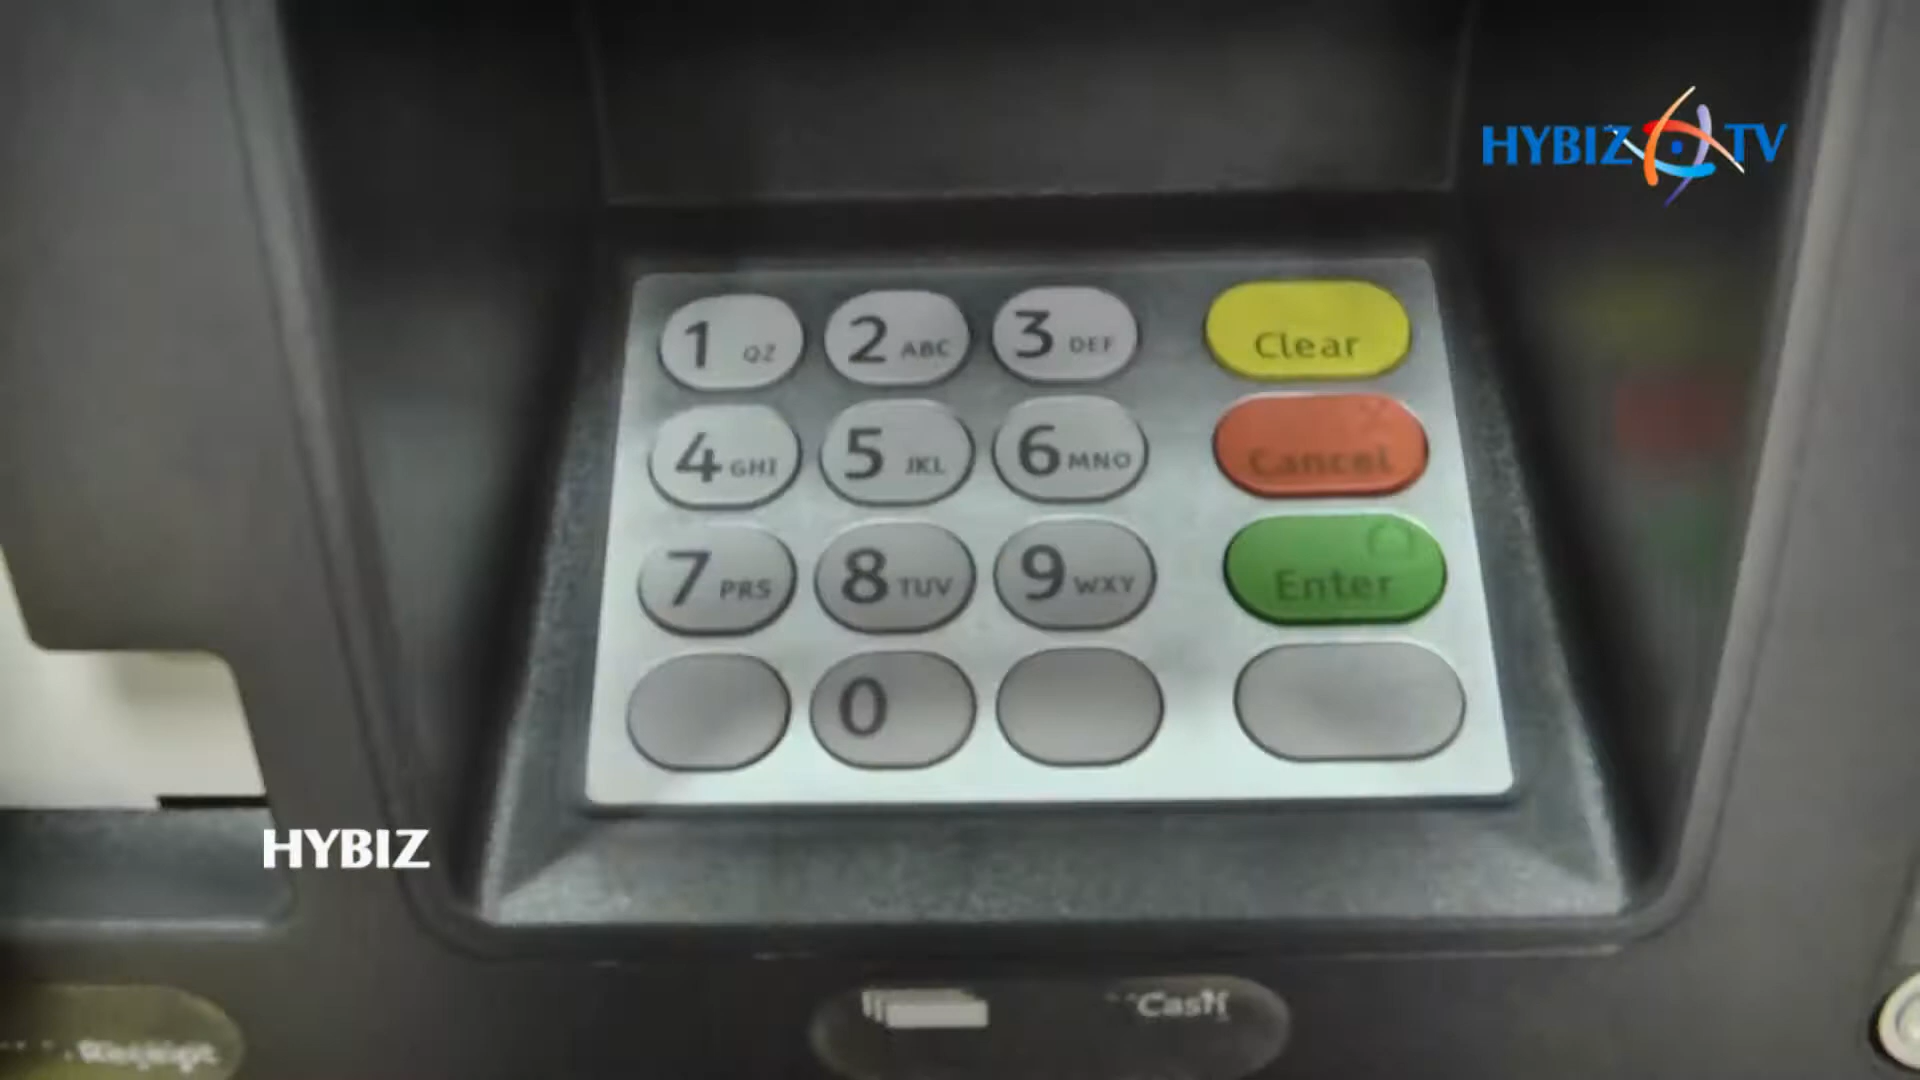 HYBIZ TV
1 QZ 2 ABC 3 DEF Clear
4 GHI 5 JKL 6 MNO Cancel
7 PRS 8 TUV 9 WXY Enter
0
HYBIZ
Cash
Receipt